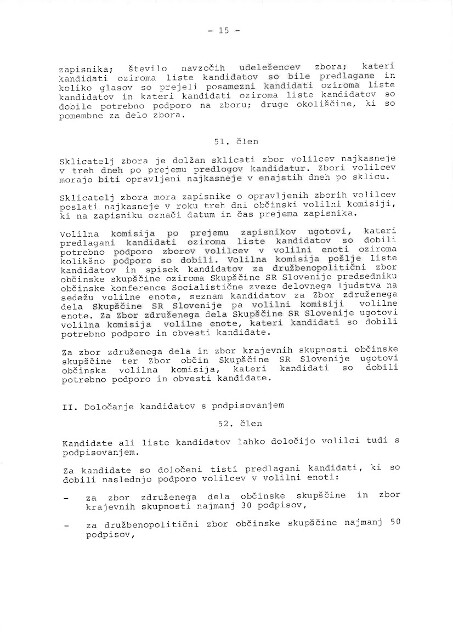 - 15 -
zapisnika; število navzočih udeležencev zbora; kateri
kandidati oziroma liste kandidatov so bile predlagane in
koliko glasov so prejeli posamezni kandidati oziroma liste
kandidatov in kateri kandidati oziroma liste kandidatov so
dobile potrebno podporo na zboru; druge okoliščine, ki so
pomembne za delo zbora.
51. člen
Sklicatelj zbora je dolžan sklicati zbor volilcev najkasneje
v treh dneh po prejemu predlogov kandidatur. Zbori volilcev
morajo biti opravljeni najkasneje v enajstih dneh po sklicu.
Sklicatelj zbora mora zapisnike o opravljenih zborih volilcev
poslati najkasneje v roku treh dni občinski volilni komisiji,
ki na zapisniku označi datum in čas prejema zapisnika.
Volilna komisija po prejemu zapisnikov ugotovi, kateri
predlagani kandidati oziroma liste kandidatov so dobili
potrebno podporo zborov volilcev v volilni enoti oziroma
kolikšno podporo so dobili. Volilna komisija pošlje liste
kandidatov in spisek kandidatov za družbenopolitični zbor
občinske skupščine oziroma Skupščine SR Slovenije predsedniku
občinske konference Socialistične zveze delovnega ljudstva na
sedežu volilne enote, seznam kandidatov za Zbor združenega
dela Skupščine SR Slovenije pa volilni komisiji volilne
enote. Za Zbor združenega dela Skupščine SR Slovenije ugotovi
volilna komisija volilne enote, kateri kandidati so dobili
potrebno podporo in obvesti kandidate.
Za zbor združenega dela in zbor krajevnih skupnosti občinske
skupščine ter Zbor občin Skupščine SR Slovenije ugotovi
občinska volilna komisija, kateri kandidati so dobili
potrebno podporo in obvesti kandidate.
II. Določanje kandidatov s podpisovanjem
52. člen
Kandidate ali liste kandidatov lahko določijo volilci tudi s
podpisovanjem.
Za kandidate so določeni tisti predlagani kandidati, ki so
dobili naslednjo podporo volilcev v volilni enoti:
- za zbor združenega dela občinske skupščine in zbor
krajevnih skupnosti najmanj 30 podpisov,
- za družbenopolitični zbor občinske skupščine najmanj 50
podpisov,